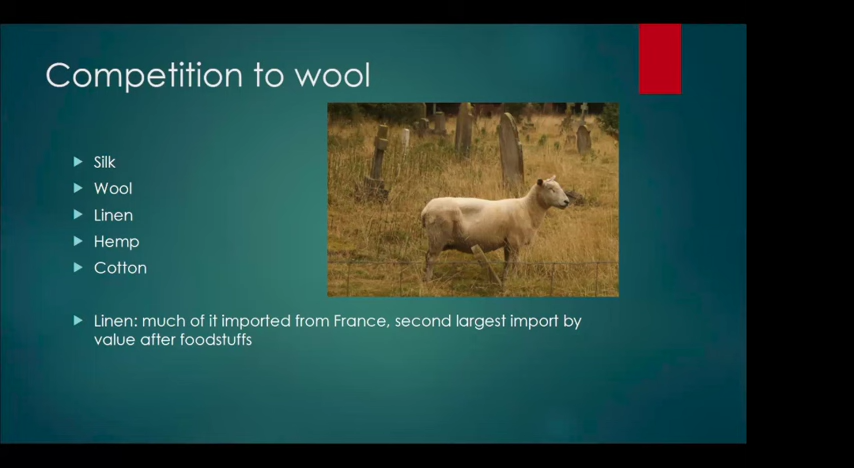 Competition to wool
Silk
Wool
Linen
Hemp
Cotton
Linen: much of it imported from France, second largest import by
value after foodstuffs